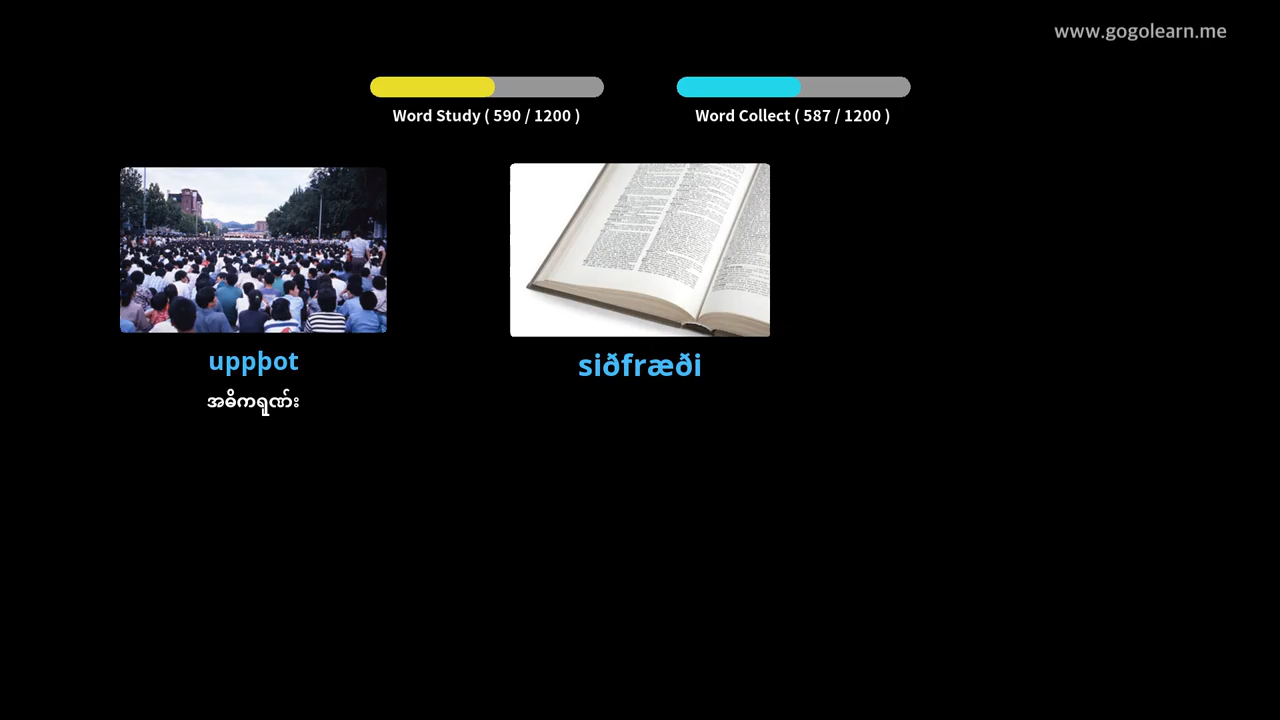 www.gogolearn.me
Word Study ( 590 / 1200 )
Word Collect ( 587 / 1200 )
uppþot
အဓိကရုဏ်း
siðfræði